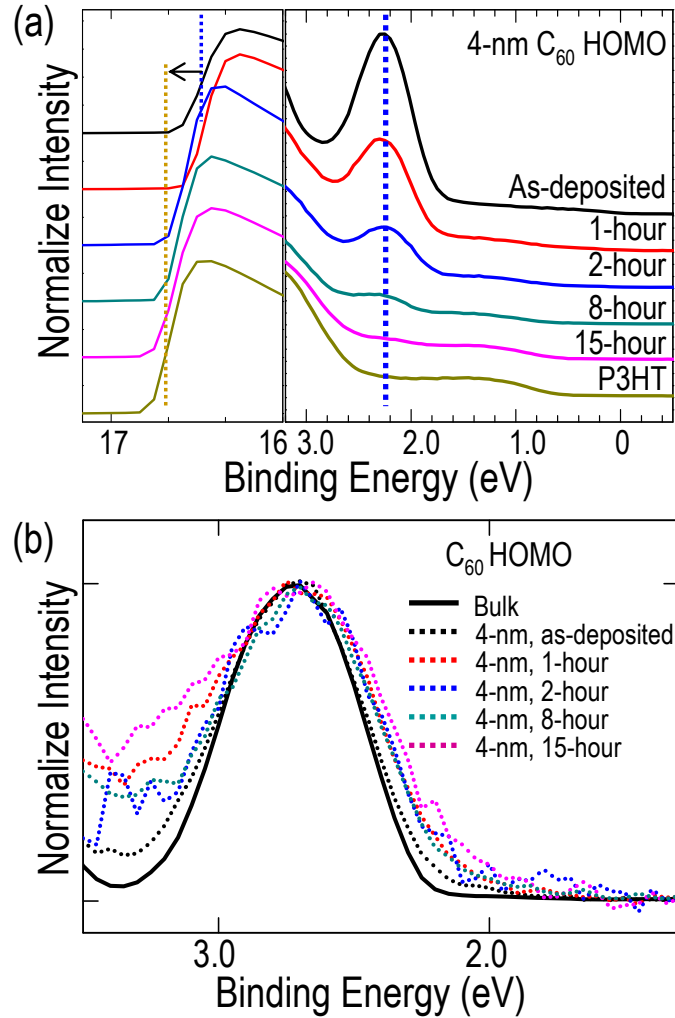 (a)
4-nm C60 HOMO
As-deposited
1-hour
2-hour
8-hour
15-hour
P3HT
Normalize Intensity
17 16 3.0 2.0 1.0 0
Binding Energy (eV)
(b)
C60 HOMO
Bulk
4-nm, as-deposited
4-nm, 1-hour
4-nm, 2-hour
4-nm, 8-hour
4-nm, 15-hour
Normalize Intensity
3.0 2.0
Binding Energy (eV)